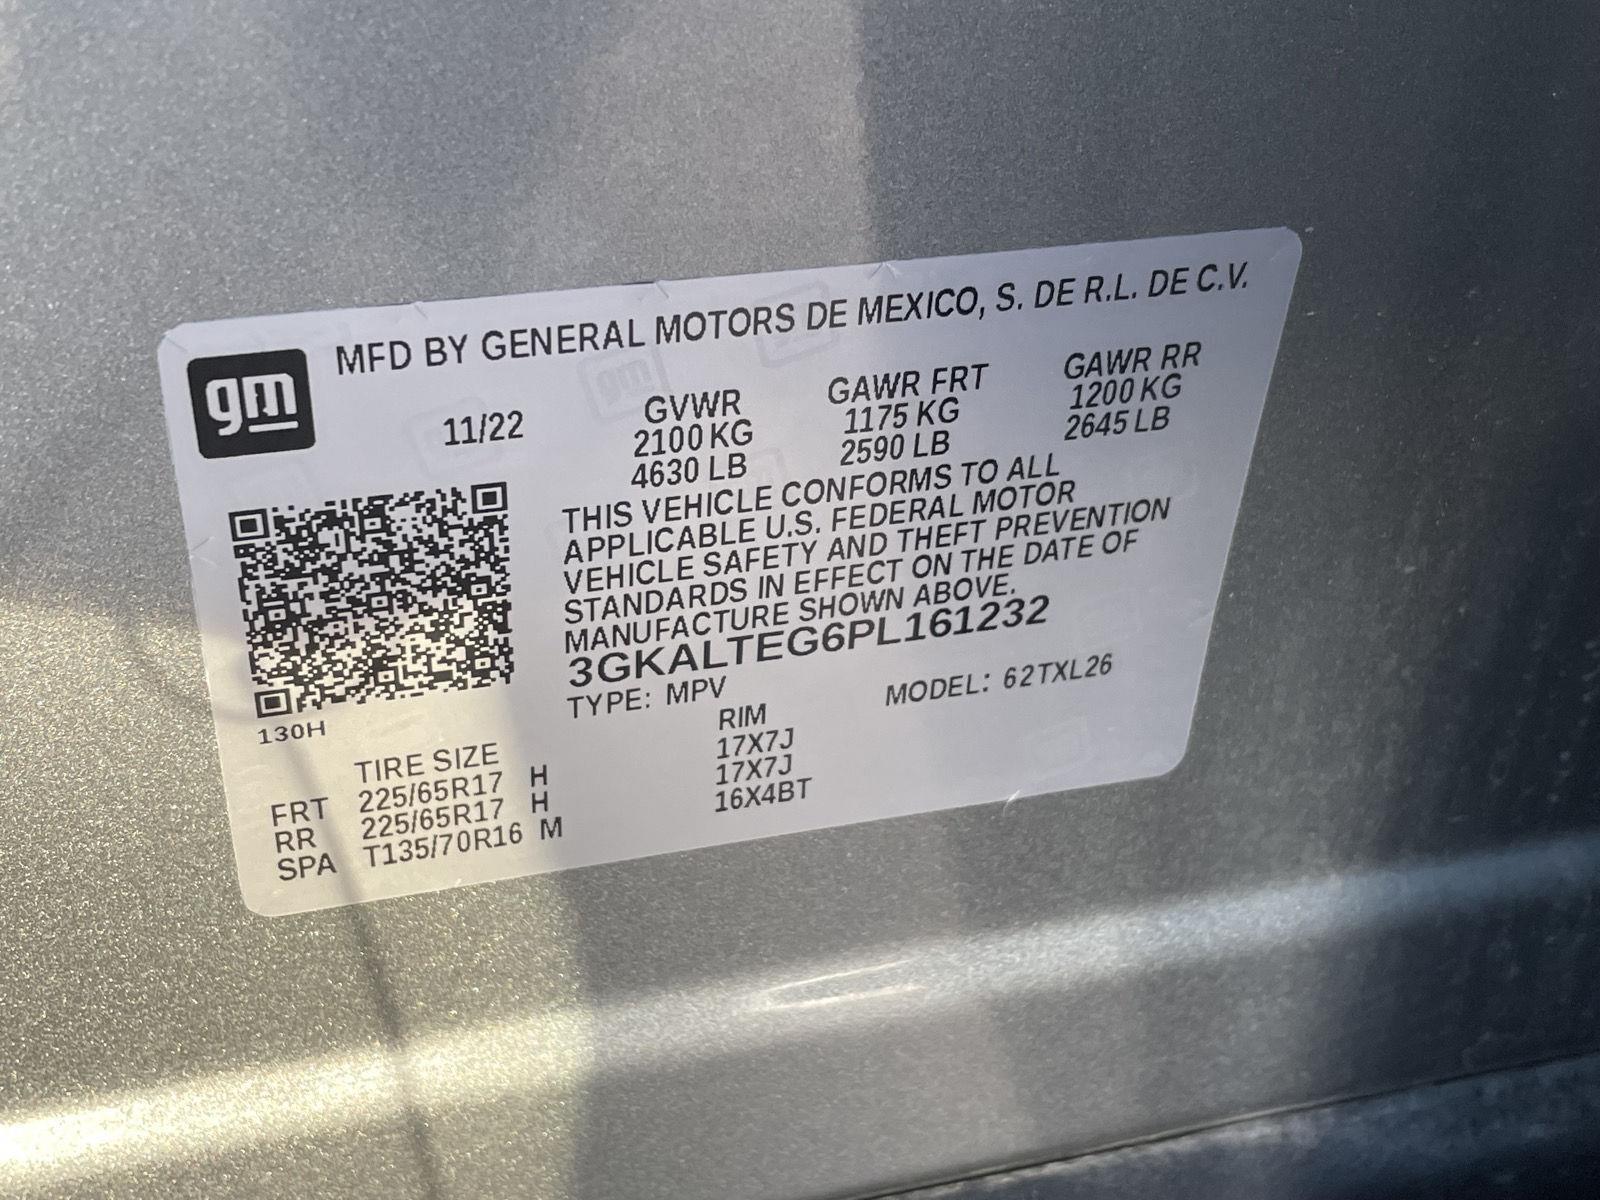 MFD BY GENERAL MOTORS DE MEXICO, S. DE R.L. DE C.V.
gm
11/22
GVWR GAWR FRT GAWR RR
2100 KG 1175 KG 1200 KG
4630 LB 2590 LB 2645 LB
THIS VEHICLE CONFORMS TO ALL
APPLICABLE U.S. FEDERAL MOTOR
VEHICLE SAFETY AND THEFT PREVENTION
STANDARDS IN EFFECT ON THE DATE OF
MANUFACTURE SHOWN ABOVE.
3GKALTEG6PL161232
TYPE: MPV MODEL: 62TXL26
130H
TIRE SIZE RIM
FRT 225/65R17 H 17X7J
RR 225/65R17 H 17X7J
SPA T135/70R16 M 16X4BT